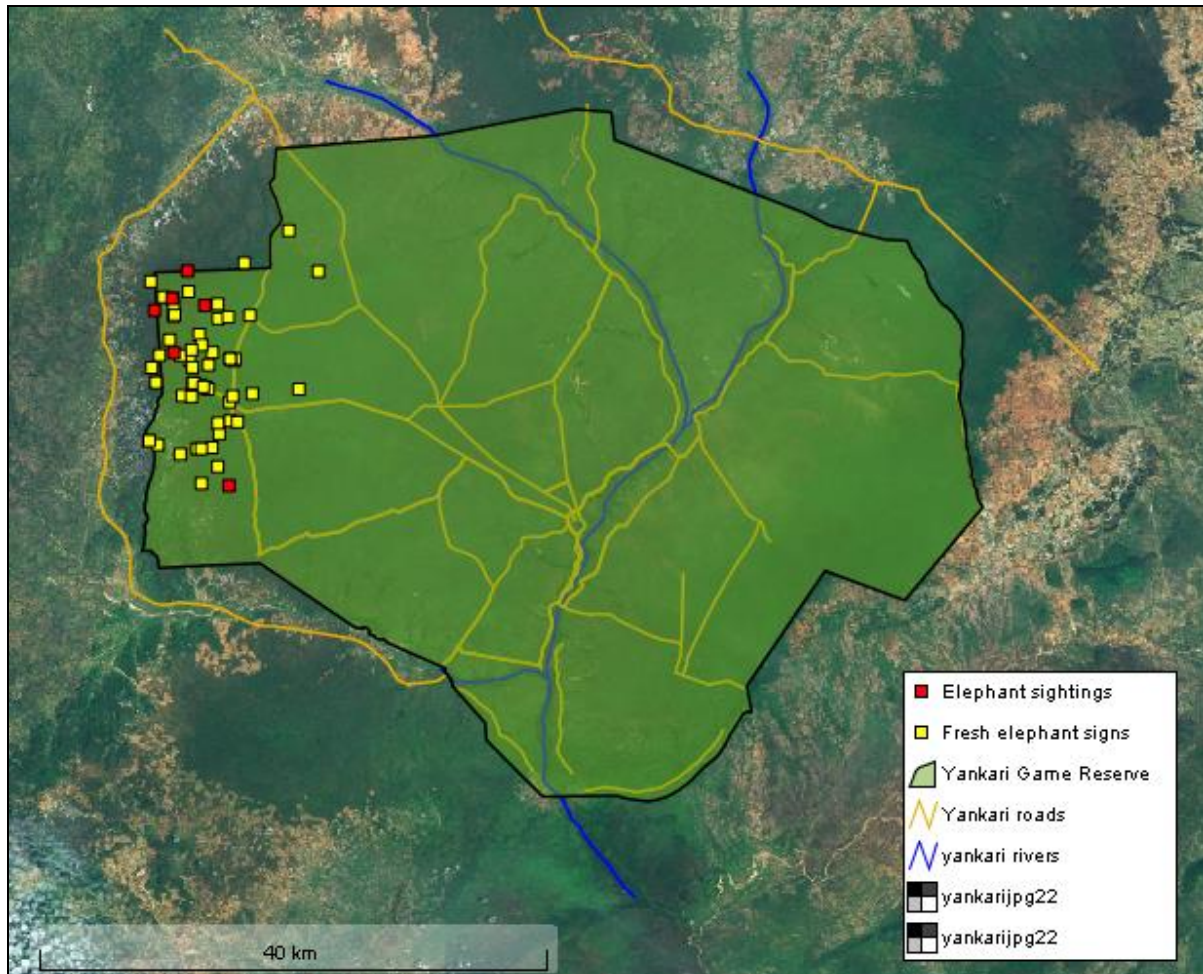 Elephant sightings
Fresh elephant signs
Yankari Game Reserve
Yankari roads
yankari rivers
yankarijpg22
yankarijpg22
40 km